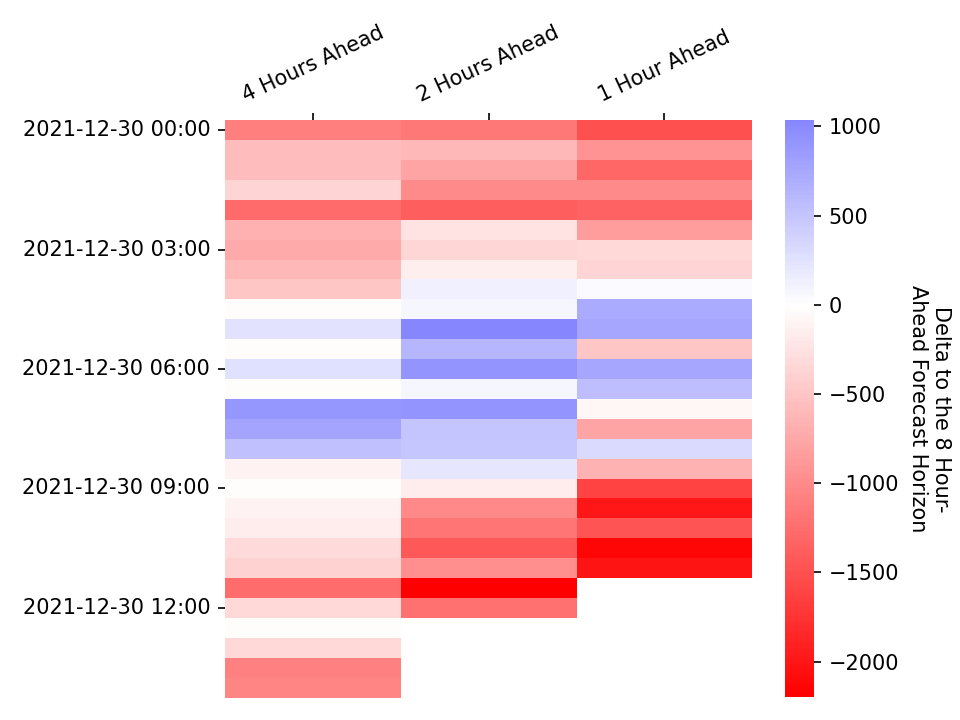 4 Hours Ahead
2 Hours Ahead
1 Hour Ahead
2021-12-30 00:00
2021-12-30 03:00
2021-12-30 06:00
2021-12-30 09:00
2021-12-30 12:00
1000
500
0
−500
−1000
−1500
−2000
Delta to the 8 Hour-
Ahead Forecast Horizon